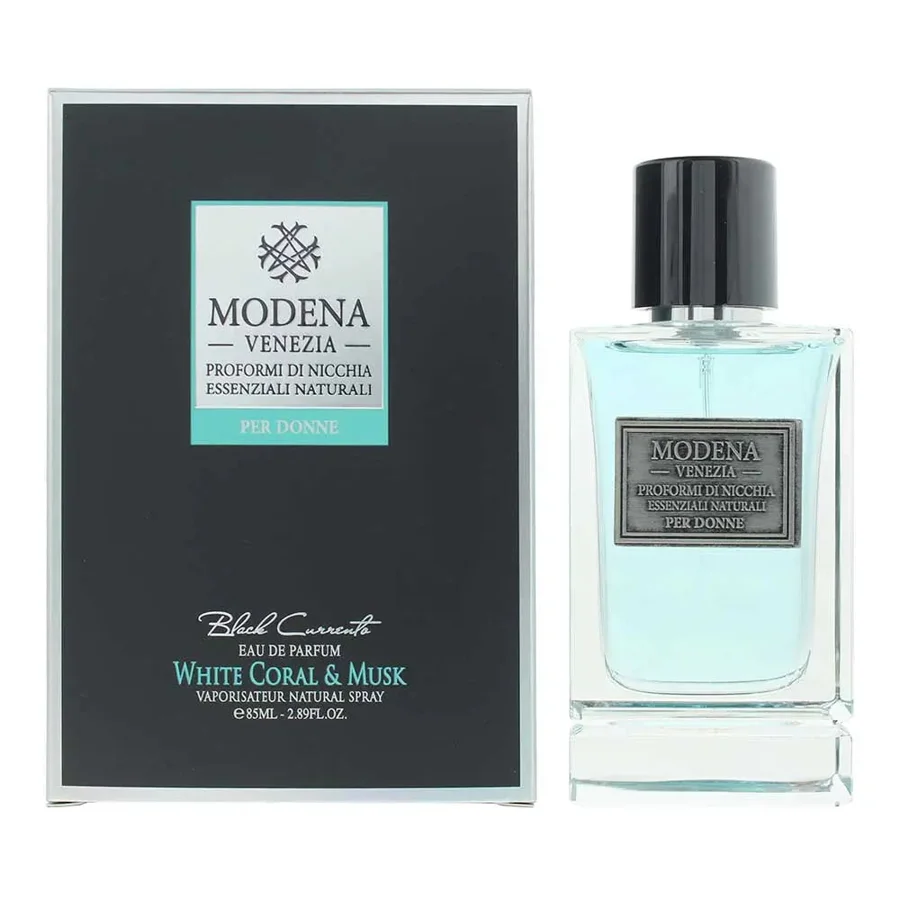 MODENA
VENEZIA
PROFORMI DI NICCHIA
ESSENZIALI NATURALI
PER DONNE
Black Currento
EAU DE PARFUM
WHITE CORAL & MUSK
VAPORISATEUR NATURAL SPRAY
℮85ML - 2.89FL.OZ.
MODENA
VENEZIA
PROFORMI DI NICCHIA
ESSENZIALI NATURALI
PER DONNE